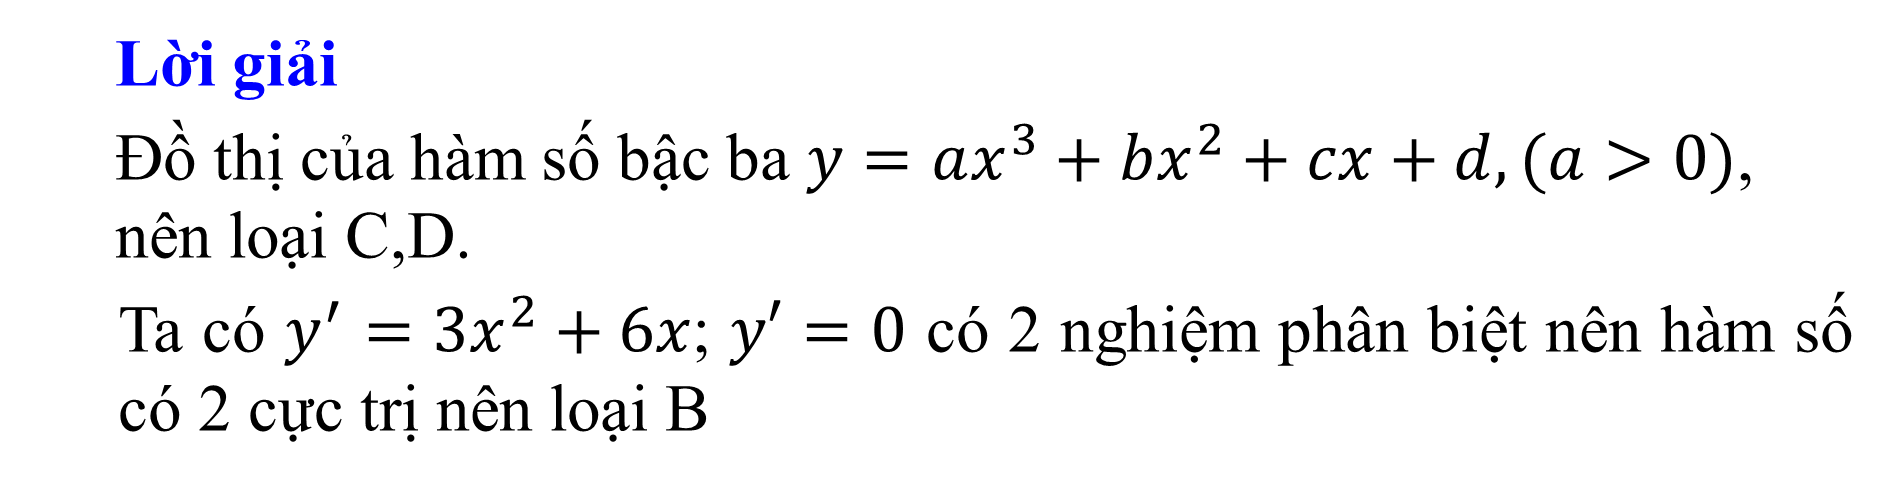 Lời giải
Đồ thị của hàm số bậc ba y = ax³ + bx² + cx + d, (a > 0),
nên loại C,D.
Ta có y′ = 3x² + 6x; y′ = 0 có 2 nghiệm phân biệt nên hàm số
có 2 cực trị nên loại B